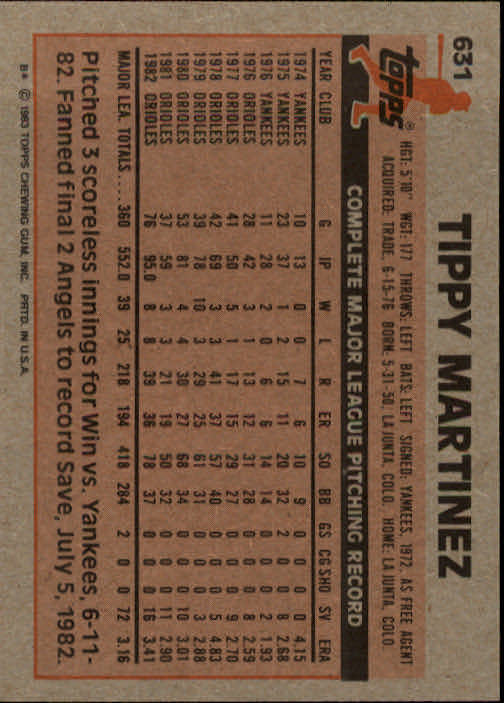 631
topps®
TIPPY MARTINEZ
HGT: 5'10" WGT: 177 THROWS: LEFT BATS: LEFT SIGNED: YANKEES, 1972, AS FREE AGENT
ACQUIRED: TRADE, 6-15-76 BORN: 5-31-50, LA JUNTA, COLO. HOME: LA JUNTA, COLO.
COMPLETE MAJOR LEAGUE PITCHING RECORD
YEAR CLUB G IP W L R ER SO BB GS CG SHO SV ERA
1974 YANKEES 10 13 0 0 7 6 10 9 0 0 0 0 4.15
1975 YANKEES 23 37 1 2 15 11 20 32 2 0 0 8 2.68
1976 YANKEES 11 28 2 0 6 6 14 14 0 0 0 2 1.93
1976 ORIOLES 28 42 3 1 13 12 31 28 0 0 0 8 2.59
1977 ORIOLES 41 50 5 1 17 15 29 27 0 0 0 9 2.70
1978 ORIOLES 42 69 3 3 41 37 57 40 0 0 0 5 4.83
1979 ORIOLES 39 78 10 3 29 25 61 31 0 0 0 3 2.88
1980 ORIOLES 53 81 4 4 30 27 68 34 0 0 0 10 3.01
1981 ORIOLES 37 59 3 3 21 19 50 32 0 0 0 11 2.90
1982 ORIOLES 76 95.0 8 8 39 36 78 37 0 0 0 16 3.41
MAJOR LEA. TOTALS .... 360 552.0 39 25 218 194 418 284 2 0 0 72 3.16
Pitched 3 scoreless innings for Win vs. Yankees, 6-11-
82. Fanned final 2 Angels to record Save, July 5, 1982.
B* © 1983 TOPPS CHEWING GUM, INC. PRTD. IN U.S.A.